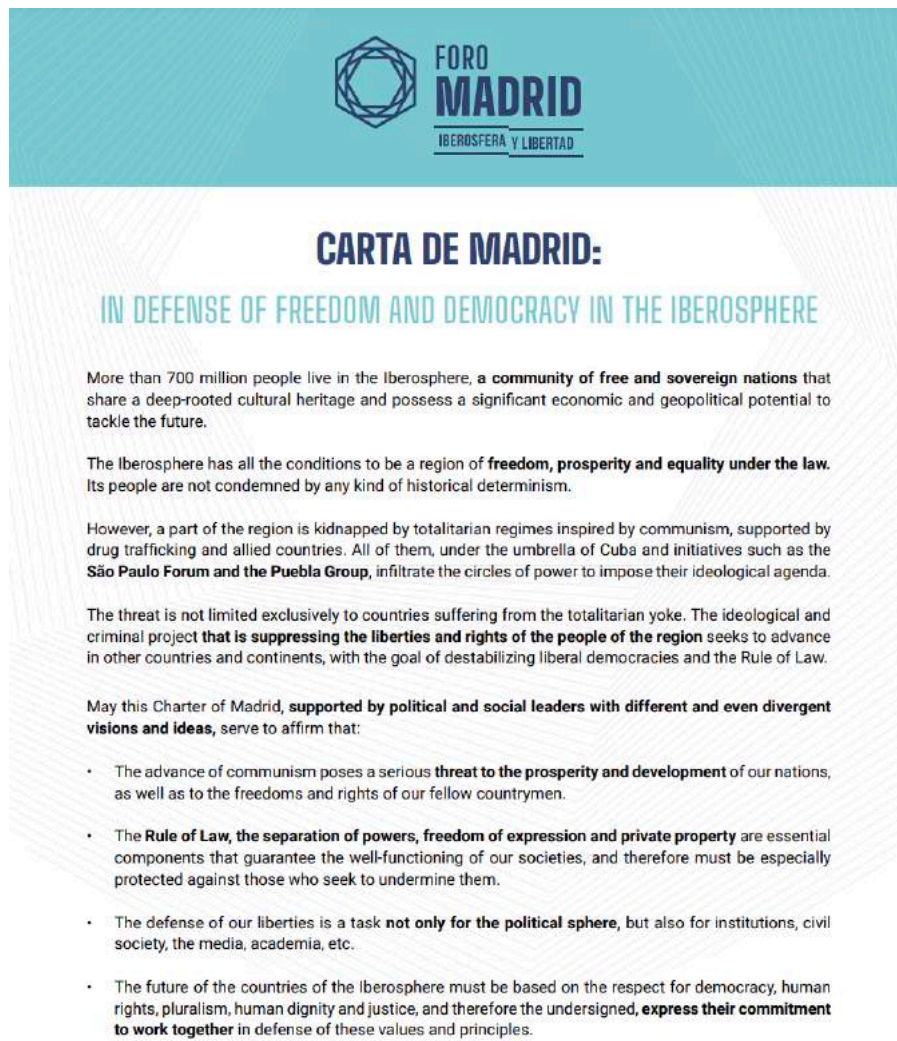 FORO
MADRID
IBEROSFERA Y LIBERTAD
CARTA DE MADRID:
IN DEFENSE OF FREEDOM AND DEMOCRACY IN THE IBEROSPHERE
More than 700 million people live in the Iberosphere, a community of free and sovereign nations that
share a deep-rooted cultural heritage and possess a significant economic and geopolitical potential to
tackle the future.
The Iberosphere has all the conditions to be a region of freedom, prosperity and equality under the law.
Its people are not condemned by any kind of historical determinism.
However, a part of the region is kidnapped by totalitarian regimes inspired by communism, supported by
drug trafficking and allied countries. All of them, under the umbrella of Cuba and initiatives such as the
São Paulo Forum and the Puebla Group, infiltrate the circles of power to impose their ideological agenda.
The threat is not limited exclusively to countries suffering from the totalitarian yoke. The ideological and
criminal project that is suppressing the liberties and rights of the people of the region seeks to advance
in other countries and continents, with the goal of destabilizing liberal democracies and the Rule of Law.
May this Charter of Madrid, supported by political and social leaders with different and even divergent
visions and ideas, serve to affirm that:
• The advance of communism poses a serious threat to the prosperity and development of our nations,
as well as to the freedoms and rights of our fellow countrymen.
• The Rule of Law, the separation of powers, freedom of expression and private property are essential
components that guarantee the well-functioning of our societies, and therefore must be especially
protected against those who seek to undermine them.
• The defense of our liberties is a task not only for the political sphere, but also for institutions, civil
society, the media, academia, etc.
• The future of the countries of the Iberosphere must be based on the respect for democracy, human
rights, pluralism, human dignity and justice, and therefore the undersigned, express their commitment
to work together in defense of these values and principles.